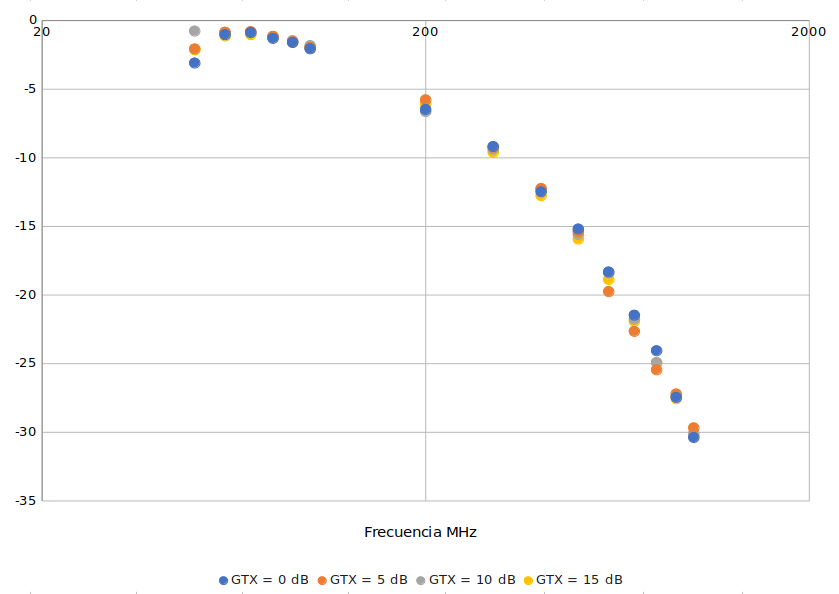 0
20 200 2000
-5
-10
-15
-20
-25
-30
-35
Frecuencia MHz
GTX = 0 dB GTX = 5 dB GTX = 10 dB GTX = 15 dB